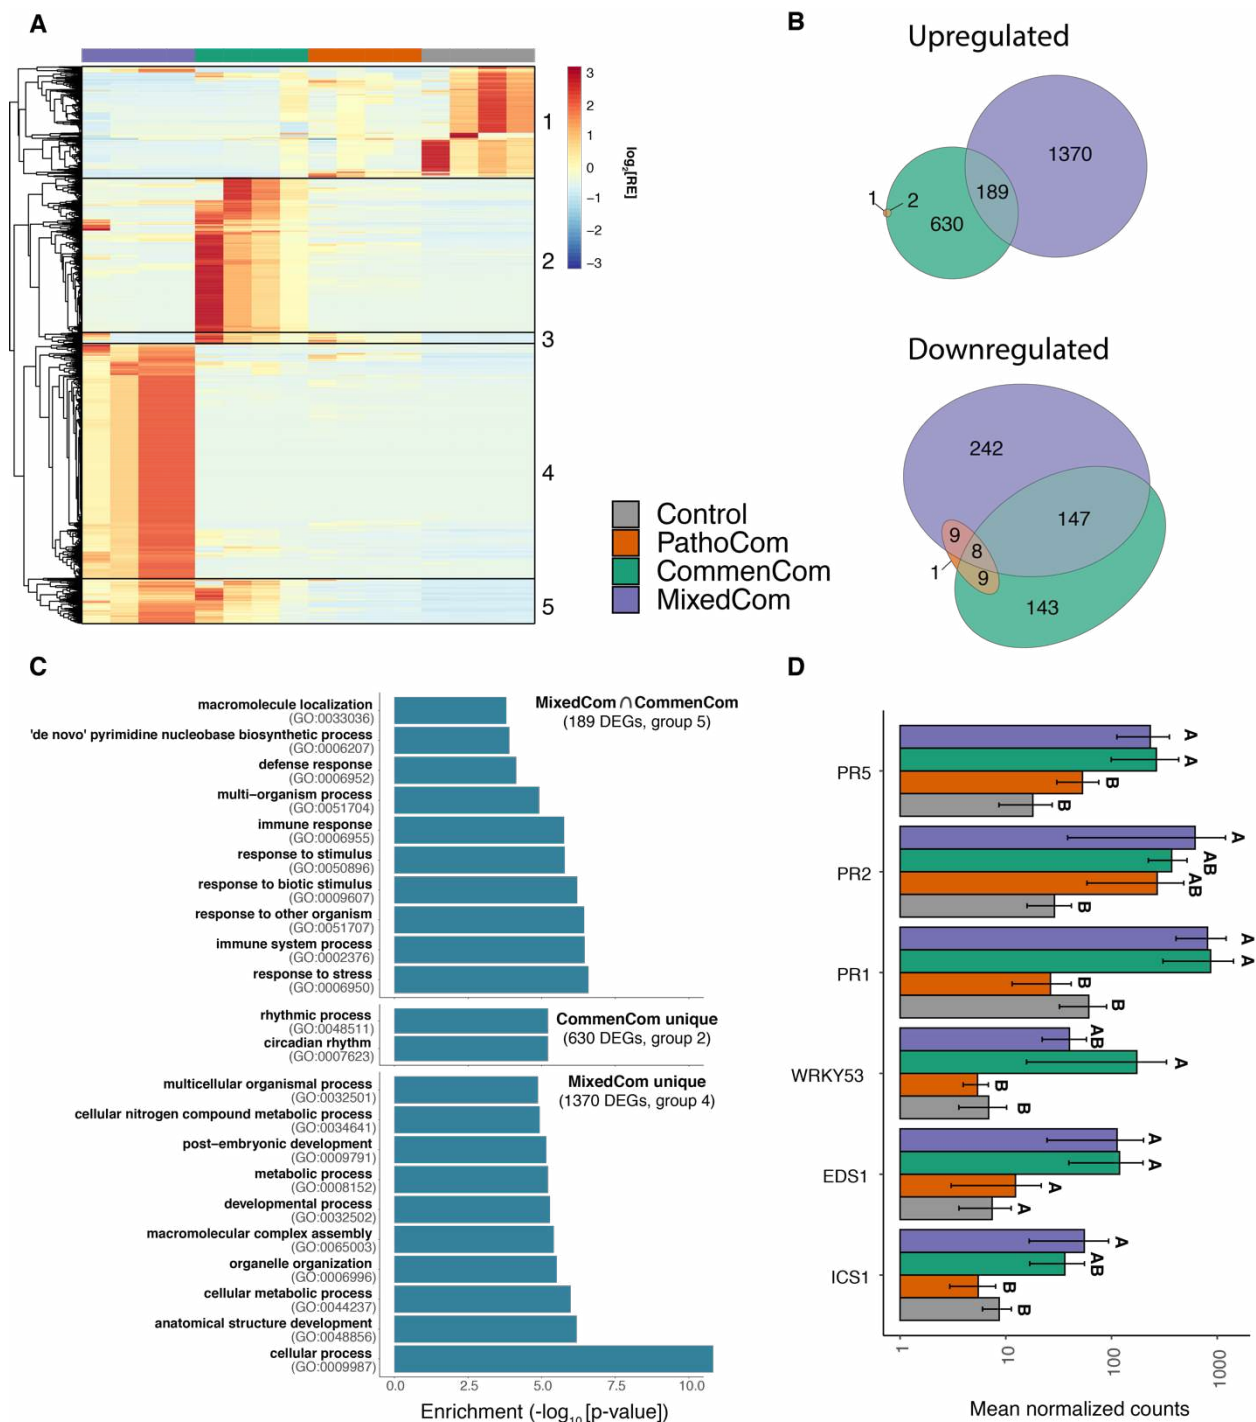 A
3
2
1
0
−1
−2
−3
log2[RE]
1
2
3
4
5
Control
PathoCom
CommenCom
MixedCom
B
Upregulated
1370
189
1
2
630
Downregulated
242
147
9
8
1
9
143
C
macromolecule localization
(GO:0033036)
'de novo' pyrimidine nucleobase biosynthetic process
(GO:0006207)
defense response
(GO:0006952)
multi−organism process
(GO:0051704)
immune response
(GO:0006955)
response to stimulus
(GO:0050896)
response to biotic stimulus
(GO:0009607)
response to other organism
(GO:0051707)
immune system process
(GO:0002376)
response to stress
(GO:0006950)
MixedCom ∩ CommenCom
(189 DEGs, group 5)
rhythmic process
(GO:0048511)
circadian rhythm
(GO:0007623)
CommenCom unique
(630 DEGs, group 2)
multicellular organismal process
(GO:0032501)
cellular nitrogen compound metabolic process
(GO:0034641)
post−embryonic development
(GO:0009791)
metabolic process
(GO:0008152)
developmental process
(GO:0032502)
macromolecular complex assembly
(GO:0065003)
organelle organization
(GO:0006996)
cellular metabolic process
(GO:0044237)
anatomical structure development
(GO:0048856)
cellular process
(GO:0009987)
MixedCom unique
(1370 DEGs, group 4)
0.0
2.5
5.0
7.5
10.0
Enrichment (-log10 [p-value])
D
PR5
A
A
B
B
PR2
A
AB
AB
B
PR1
A
A
B
B
WRKY53
AB
A
B
B
EDS1
A
A
A
A
ICS1
A
AB
B
B
1
10
100
1000
Mean normalized counts